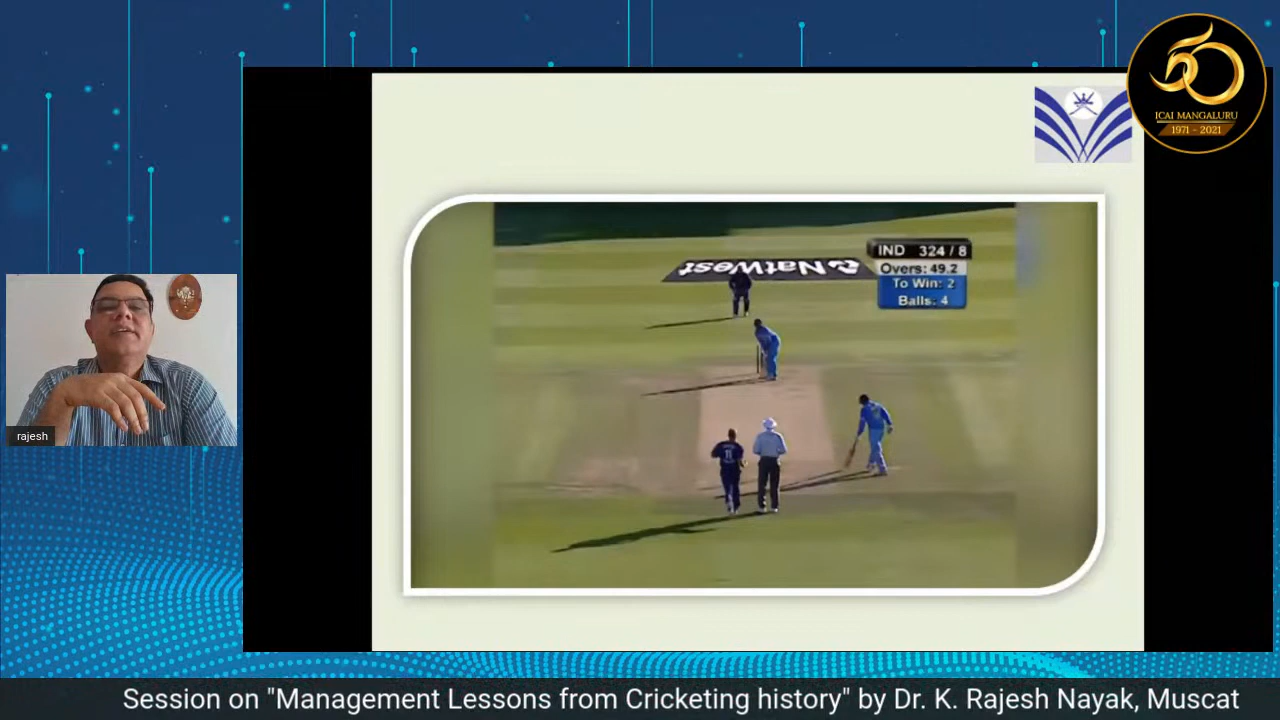 50
ICAI MANGALURU
1971 - 2021
NatWest
IND 324 / 8
Overs: 49.2
To Win: 2
Balls: 4
rajesh
Session on "Management Lessons from Cricketing history" by Dr. K. Rajesh Nayak, Muscat